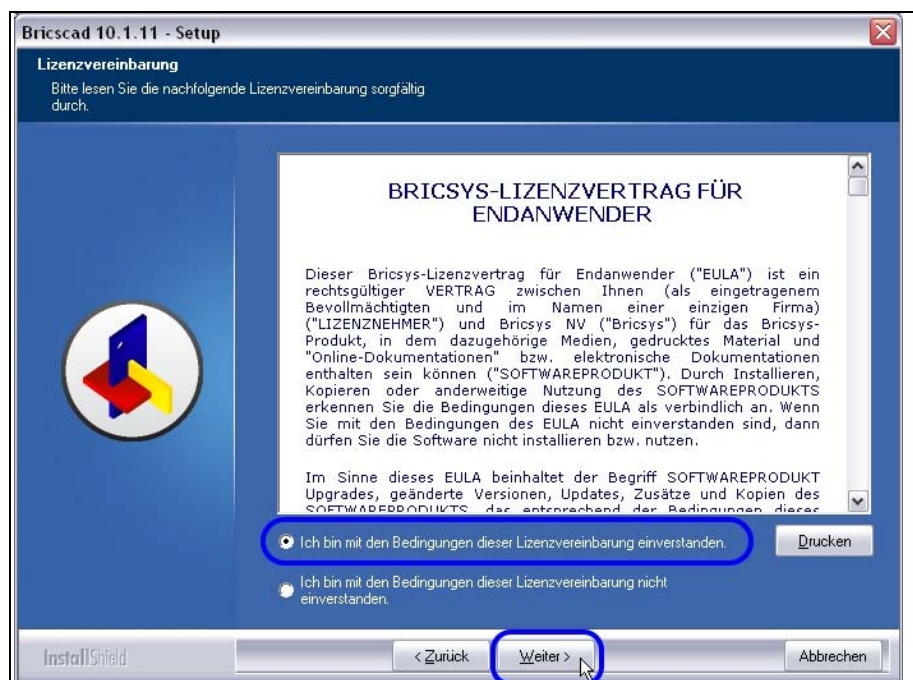 Bricscad 10.1.11 - Setup
Lizenzvereinbarung
Bitte lesen Sie die nachfolgende Lizenzvereinbarung sorgfältig
durch.
BRICSYS-LIZENZVERTRAG FÜR
ENDANWENDER
Dieser Bricsys-Lizenzvertrag für Endanwender ("EULA") ist ein
rechtsgültiger VERTRAG zwischen Ihnen (als eingetragenem
Bevollmächtigten und im Namen einer einzigen Firma)
("LIZENZNEHMER") und Bricsys NV ("Bricsys") für das Bricsys-
Produkt, in dem dazugehörige Medien, gedrucktes Material und
"Online-Dokumentationen" bzw. elektronische Dokumentationen
enthalten sein können ("SOFTWAREPRODUKT"). Durch Installieren,
Kopieren oder anderweitige Nutzung des SOFTWAREPRODUKTS
erkennen Sie die Bedingungen dieses EULA als verbindlich an. Wenn
Sie mit den Bedingungen des EULA nicht einverstanden sind, dann
dürfen Sie die Software nicht installieren bzw. nutzen.
Im Sinne dieses EULA beinhaltet der Begriff SOFTWAREPRODUKT
Upgrades, geänderte Versionen, Updates, Zusätze und Kopien des
SOFTWAREPRODUKTS, das entsprechend der Bedingungen dieses
Ich bin mit den Bedingungen dieser Lizenzvereinbarung einverstanden.
Drucken
Ich bin mit den Bedingungen dieser Lizenzvereinbarung nicht
einverstanden.
InstallShield
< Zurück
Weiter >
Abbrechen